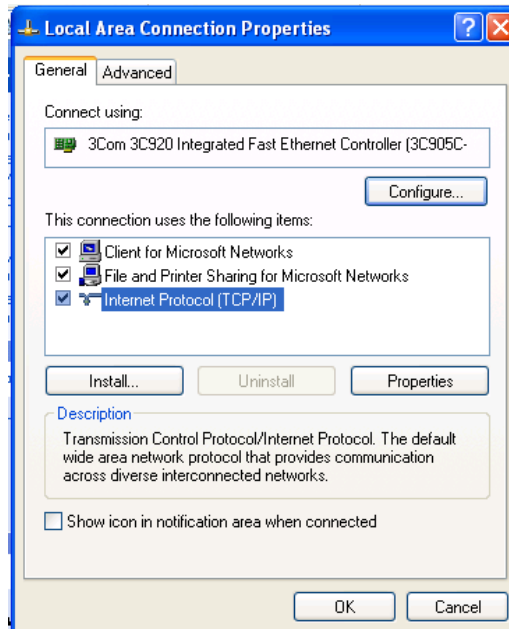 Local Area Connection Properties
General Advanced
Connect using:
3Com 3C920 Integrated Fast Ethernet Controller (3C905C-
Configure...
This connection uses the following items:
Client for Microsoft Networks
File and Printer Sharing for Microsoft Networks
Internet Protocol (TCP/IP)
Install... Uninstall Properties
Description
Transmission Control Protocol/Internet Protocol. The default
wide area network protocol that provides communication
across diverse interconnected networks.
Show icon in notification area when connected
OK Cancel